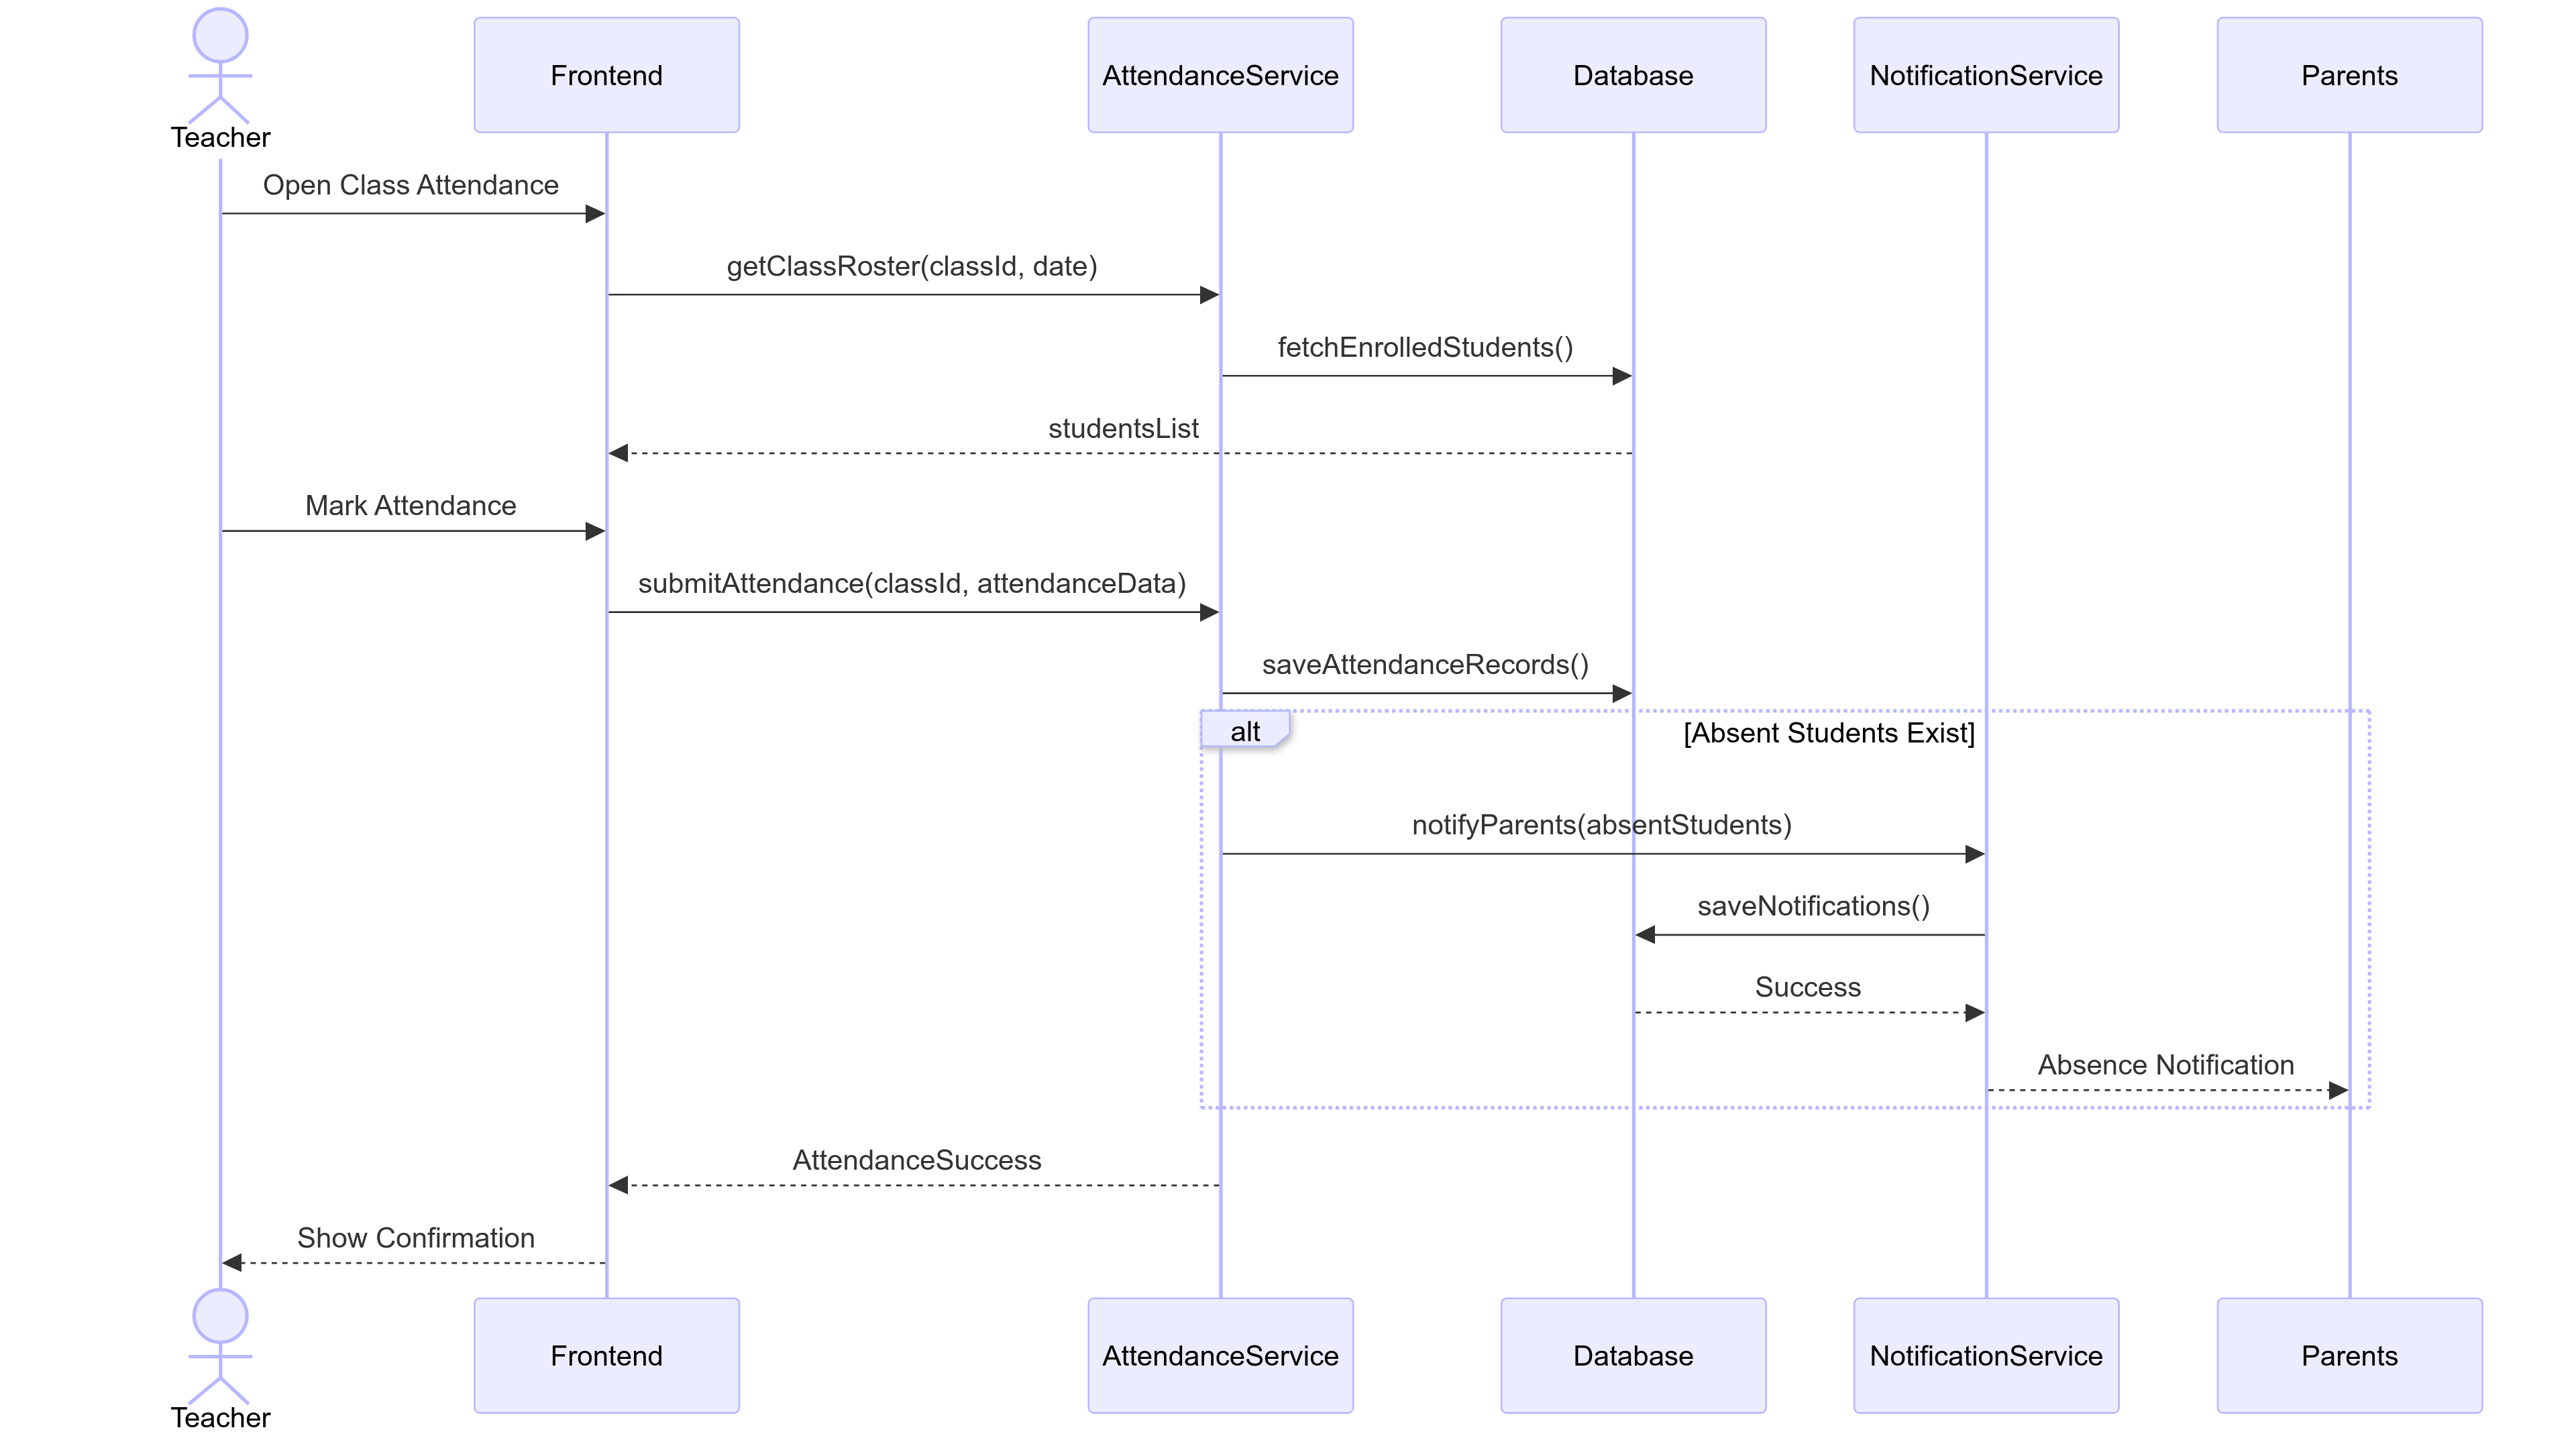 Teacher
Frontend
AttendanceService
Database
NotificationService
Parents
Open Class Attendance
getClassRoster(classId, date)
fetchEnrolledStudents()
studentsList
Mark Attendance
submitAttendance(classId, attendanceData)
saveAttendanceRecords()
alt
[Absent Students Exist]
notifyParents(absentStudents)
saveNotifications()
Success
Absence Notification
AttendanceSuccess
Show Confirmation
Teacher
Frontend
AttendanceService
Database
NotificationService
Parents